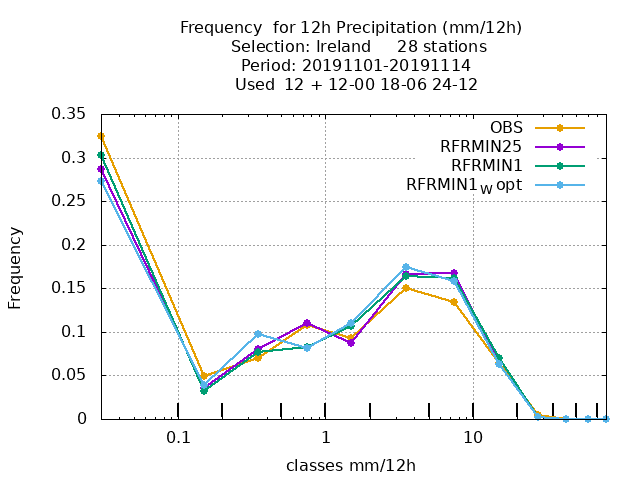 Frequency  for 12h Precipitation (mm/12h)
Selection: Ireland     28 stations
Period: 20191101-20191114
Used  12 + 12-00 18-06 24-12
OBS
RFRMIN25
RFRMIN1
RFRMIN1_W opt
0.35
0.3
0.25
0.2
0.15
0.1
0.05
0
Frequency
0.1 1 10
classes mm/12h